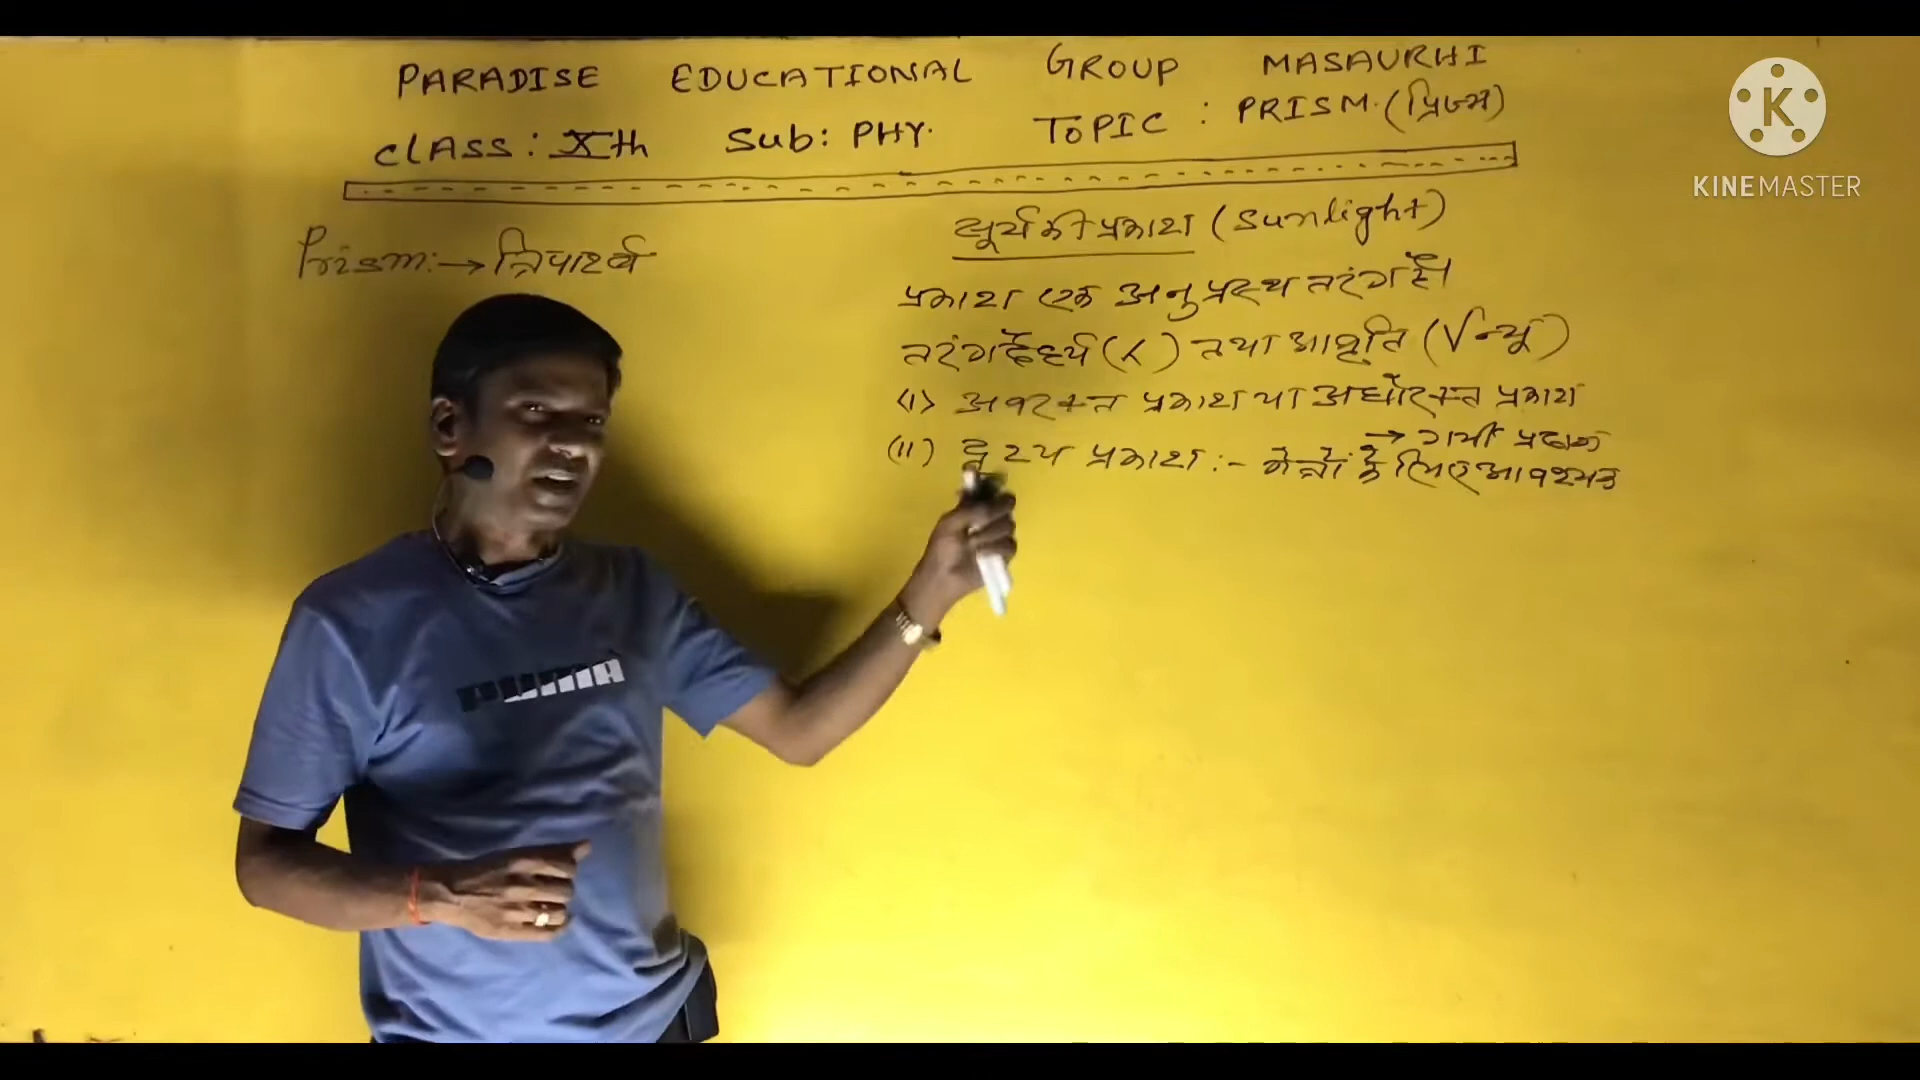 PARADISE EDUCATIONAL GROUP MASAURHI
CLASS: Xth Sub: PHY. TOPIC: PRISM. (प्रिज्म)
Prism:→ त्रिपार्श्व
सूर्य की प्रकाश (Sunlight)
प्रकाश एक अनुप्रस्थ तरंग है।
तरंगदैर्ध्य (λ) तथा आवृत्ति (√न्यू)
(I) अवरक्त प्रकाश या अधोरक्त प्रकाश
→ गर्मी
(II) दृश्य प्रकाश :- नेत्रों के लिए आवश्यक
PUMA
K
KINEMASTER